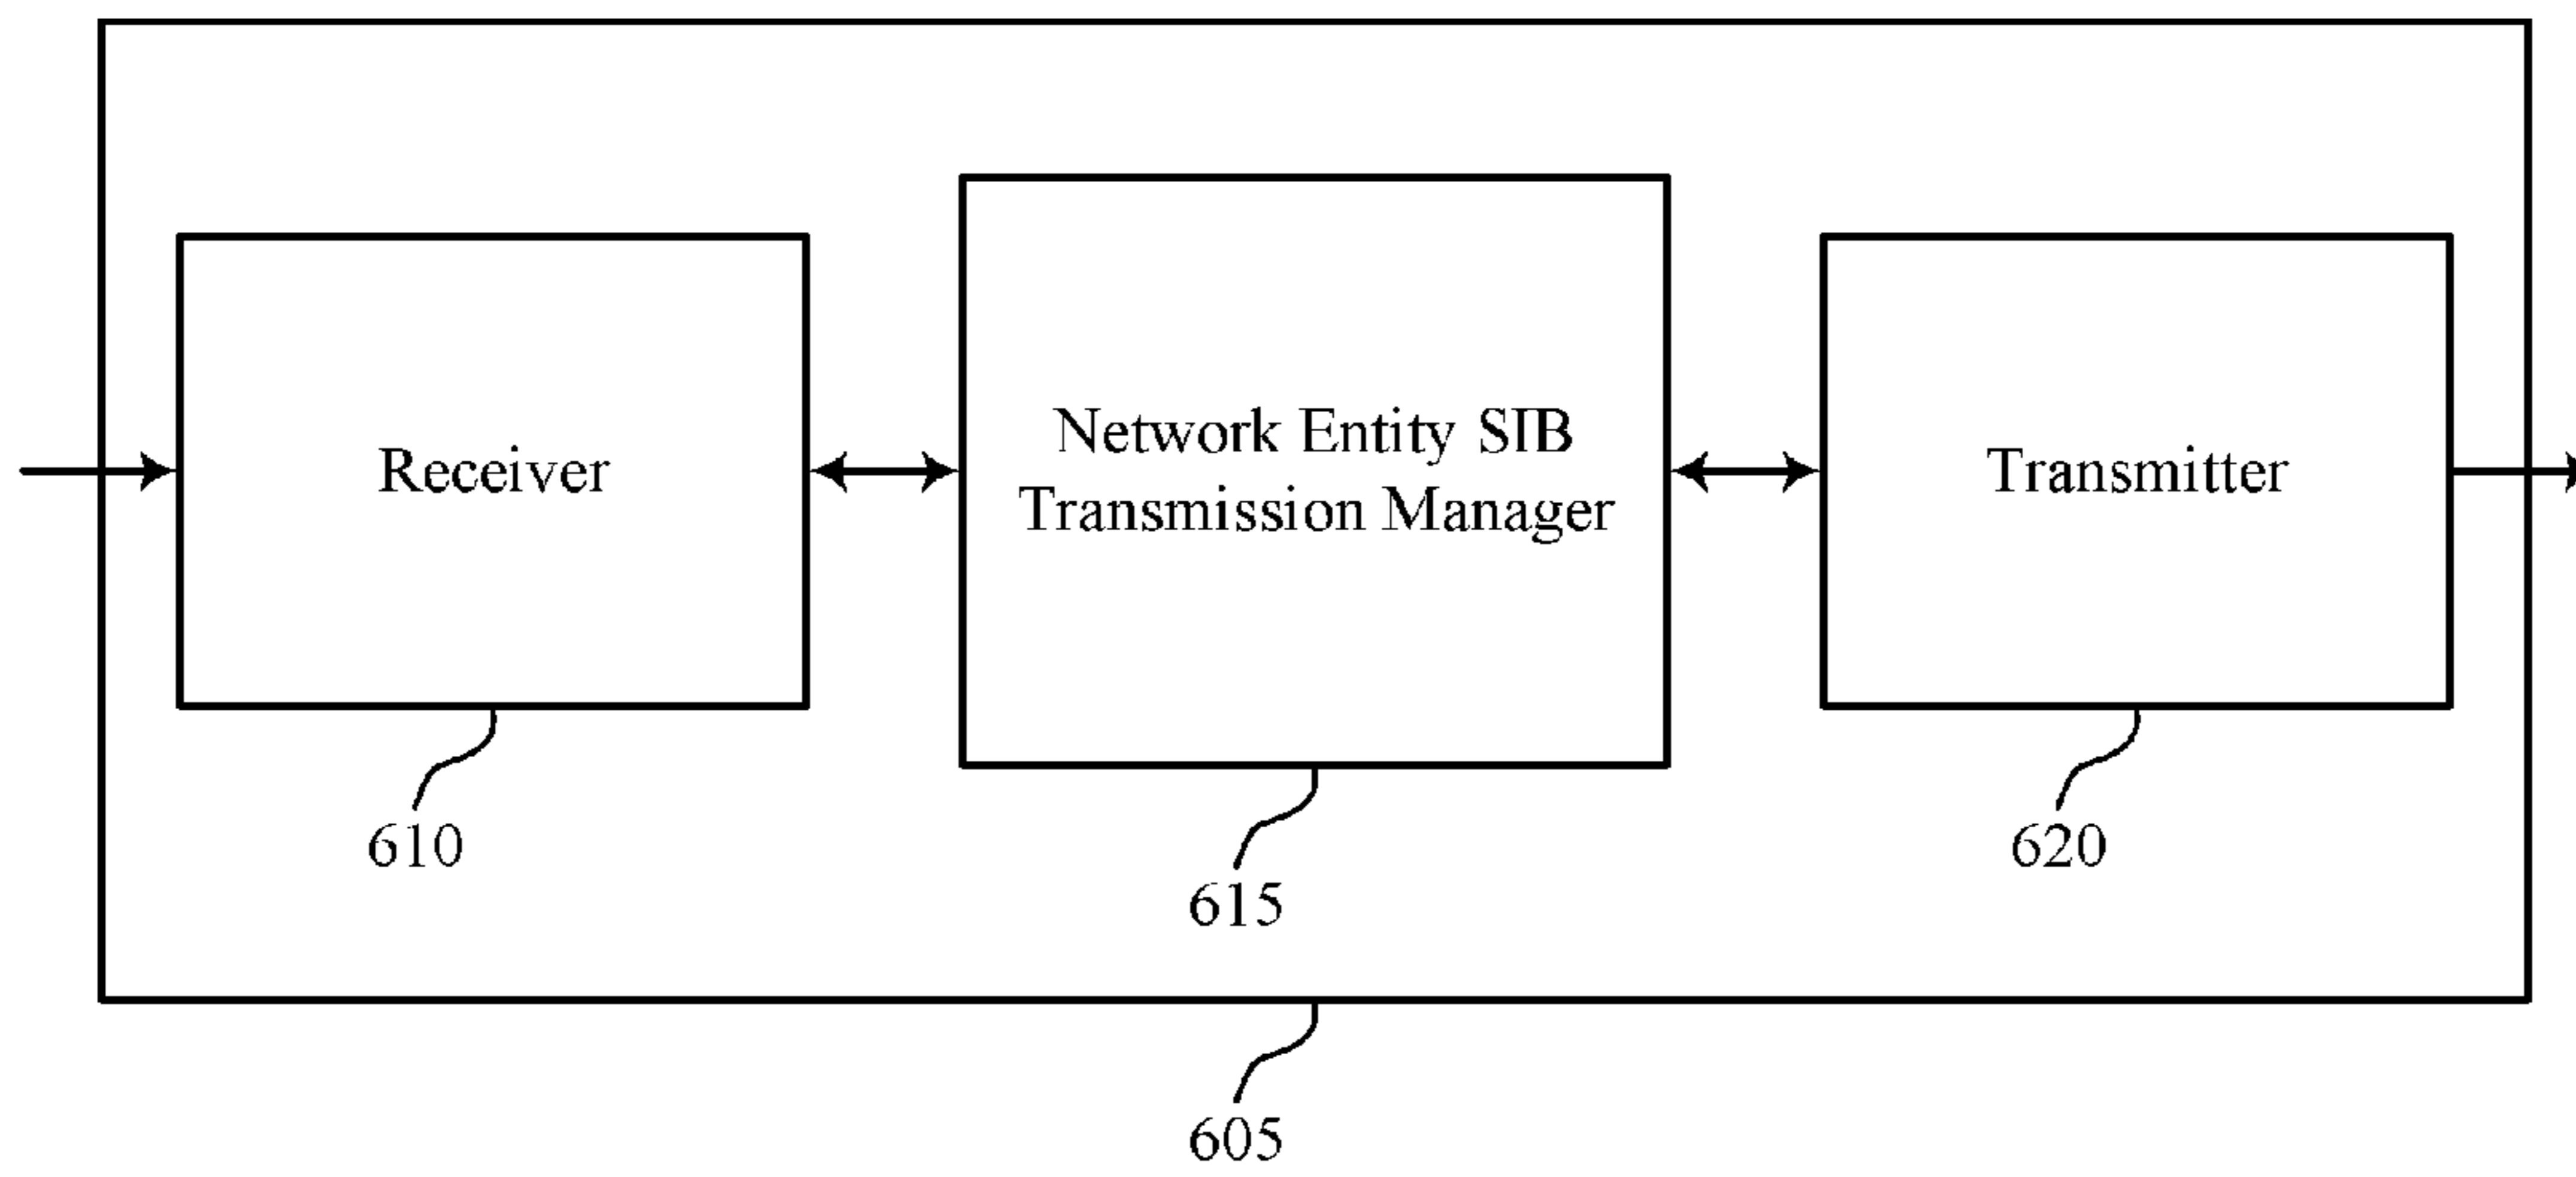 Receiver
Network Entity SIB
Transmission Manager
Transmitter
610
615
620
605